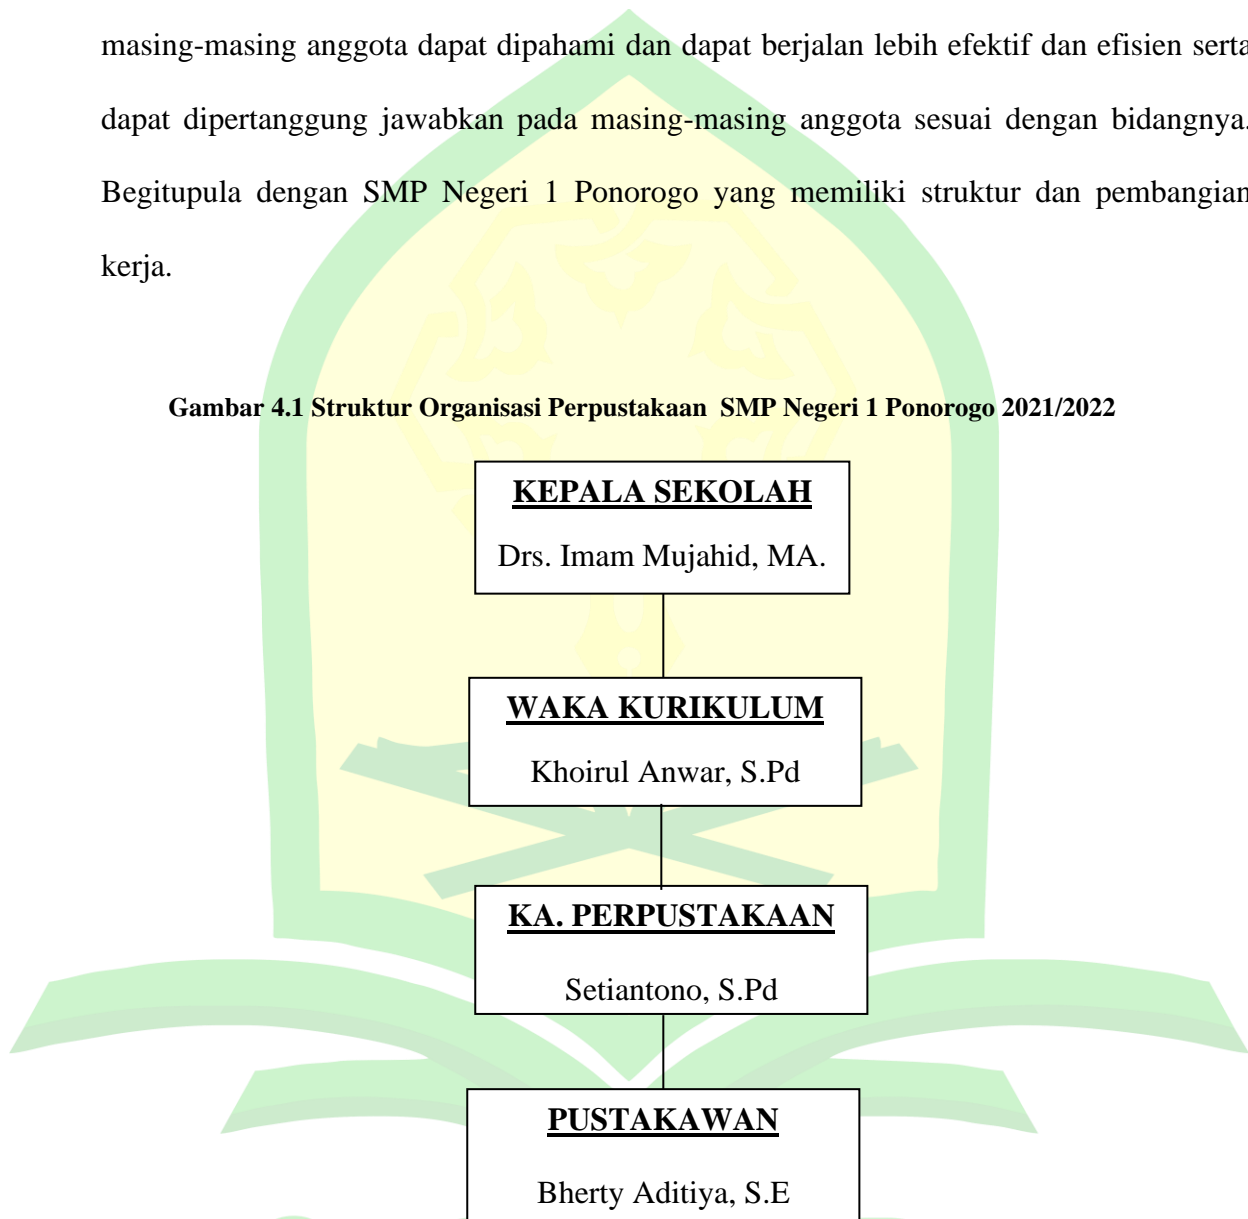 masing-masing anggota dapat dipahami dan dapat berjalan lebih efektif dan efisien serta
dapat dipertanggung jawabkan pada masing-masing anggota sesuai dengan bidangnya.
Begitupula dengan SMP Negeri 1 Ponorogo yang memiliki struktur dan pembangian
kerja.
Gambar 4.1 Struktur Organisasi Perpustakaan SMP Negeri 1 Ponorogo 2021/2022
KEPALA SEKOLAH
Drs. Imam Mujahid, MA.
WAKA KURIKULUM
Khoirul Anwar, S.Pd
KA. PERPUSTAKAAN
Setiantono, S.Pd
PUSTAKAWAN
Bherty Aditiya, S.E